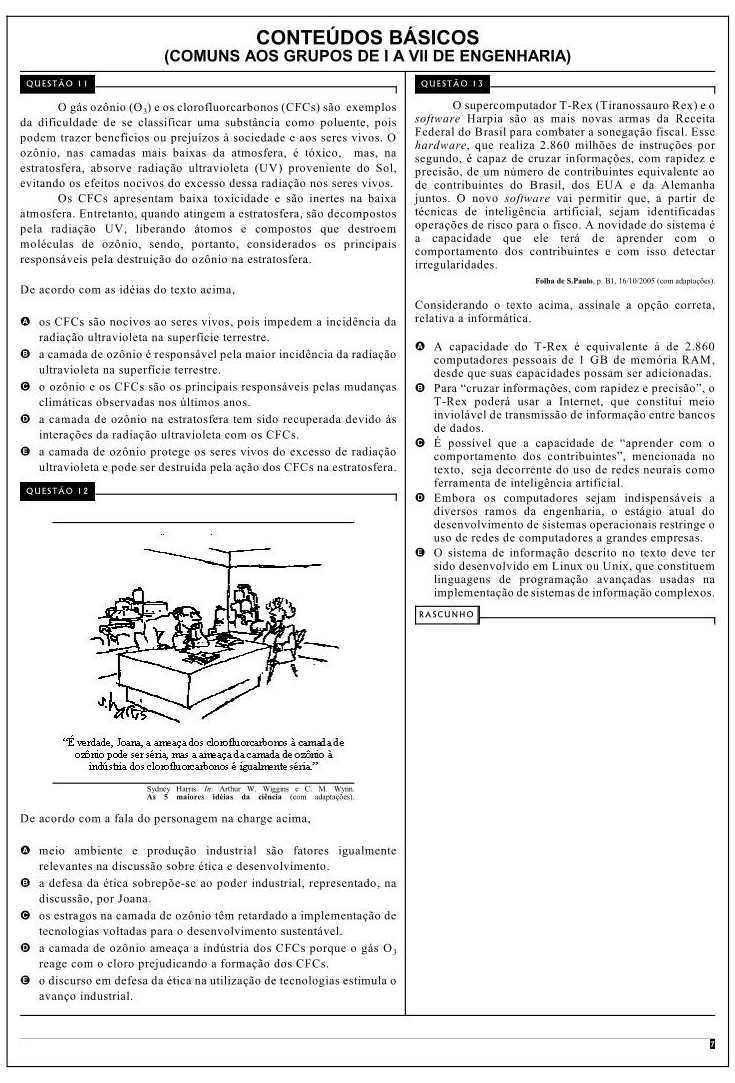 CONTEÚDOS BÁSICOS
(COMUNS AOS GRUPOS DE I A VII DE ENGENHARIA)
QUESTÃO 11
O gás ozônio (O₃) e os clorofluorcarbonos (CFCs) são exemplos
da dificuldade de se classificar uma substância como poluente, pois
podem trazer benefícios ou prejuízos à sociedade e aos seres vivos. O
ozônio, nas camadas mais baixas da atmosfera, é tóxico, mas, na
estratosfera, absorve radiação ultravioleta (UV) proveniente do Sol,
evitando os efeitos nocivos do excesso dessa radiação nos seres vivos.
Os CFCs apresentam baixa toxicidade e são inertes na baixa
atmosfera. Entretanto, quando atingem a estratosfera, são decompostos
pela radiação UV, liberando átomos e compostos que destroem
moléculas de ozônio, sendo, portanto, considerados os principais
responsáveis pela destruição do ozônio na estratosfera.
De acordo com as idéias do texto acima,
A os CFCs são nocivos ao seres vivos, pois impedem a incidência da
radiação ultravioleta na superfície terrestre.
B a camada de ozônio é responsável pela maior incidência da radiação
ultravioleta na superfície terrestre.
C o ozônio e os CFCs são os principais responsáveis pelas mudanças
climáticas observadas nos últimos anos.
D a camada de ozônio na estratosfera tem sido recuperada devido às
interações da radiação ultravioleta com os CFCs.
E a camada de ozônio protege os seres vivos do excesso de radiação
ultravioleta e pode ser destruída pela ação dos CFCs na estratosfera.
QUESTÃO 12
s.harris
“É verdade, Joana, a ameaça dos clorofluorcarbonos à camada de
ozônio pode ser séria, mas a ameaça da camada de ozônio à
indústria dos clorofluorcarbonos é igualmente séria.”
Sydney Harris. In: Arthur W. Wiggins e C. M. Wynn.
As 5 maiores idéias da ciência (com adaptações).
De acordo com a fala do personagem na charge acima,
A meio ambiente e produção industrial são fatores igualmente
relevantes na discussão sobre ética e desenvolvimento.
B a defesa da ética sobrepõe-se ao poder industrial, representado, na
discussão, por Joana.
C os estragos na camada de ozônio têm retardado a implementação de
tecnologias voltadas para o desenvolvimento sustentável.
D a camada de ozônio ameaça a indústria dos CFCs porque o gás O₃
reage com o cloro prejudicando a formação dos CFCs.
E o discurso em defesa da ética na utilização de tecnologias estimula o
avanço industrial.
QUESTÃO 13
O supercomputador T-Rex (Tiranossauro Rex) e o
software Harpia são as mais novas armas da Receita
Federal do Brasil para combater a sonegação fiscal. Esse
hardware, que realiza 2.860 milhões de instruções por
segundo, é capaz de cruzar informações, com rapidez e
precisão, de um número de contribuintes equivalente ao
de contribuintes do Brasil, dos EUA e da Alemanha
juntos. O novo software vai permitir que, a partir de
técnicas de inteligência artificial, sejam identificadas
operações de risco para o fisco. A novidade do sistema é
a capacidade que ele terá de aprender com o
comportamento dos contribuintes e com isso detectar
irregularidades.
Folha de S.Paulo, p. B1, 16/10/2005 (com adaptações).
Considerando o texto acima, assinale a opção correta,
relativa a informática.
A A capacidade do T-Rex é equivalente à de 2.860
computadores pessoais de 1 GB de memória RAM,
desde que suas capacidades possam ser adicionadas.
B Para “cruzar informações, com rapidez e precisão”, o
T-Rex poderá usar a Internet, que constitui meio
inviolável de transmissão de informação entre bancos
de dados.
C É possível que a capacidade de “aprender com o
comportamento dos contribuintes”, mencionada no
texto, seja decorrente do uso de redes neurais como
ferramenta de inteligência artificial.
D Embora os computadores sejam indispensáveis a
diversos ramos da engenharia, o estágio atual do
desenvolvimento de sistemas operacionais restringe o
uso de redes de computadores a grandes empresas.
E O sistema de informação descrito no texto deve ter
sido desenvolvido em Linux ou Unix, que constituem
linguagens de programação avançadas usadas na
implementação de sistemas de informação complexos.
RASCUNHO
7